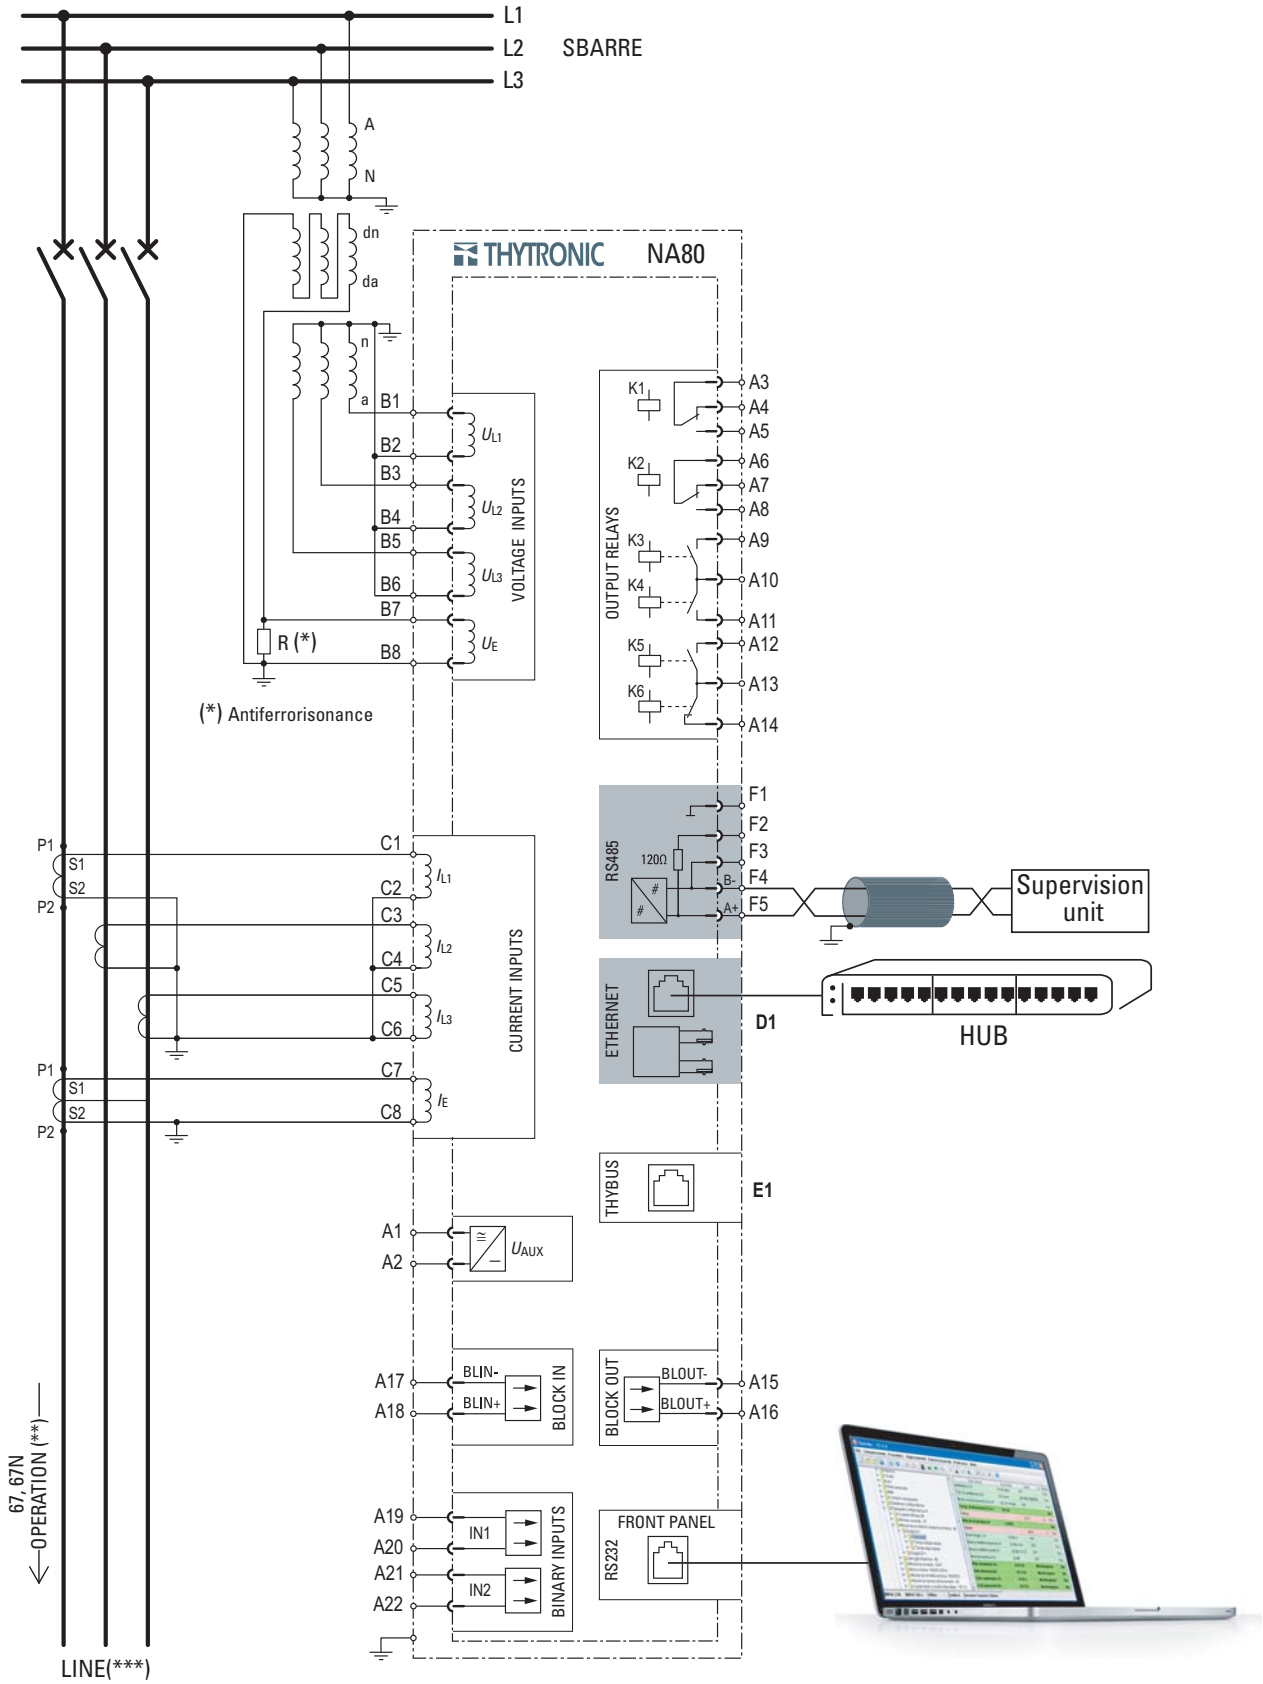 L1
L2 SBARRE
L3
A
N
dn
da
n
a
THYTRONIC NA80
B1
B2
B3
B4
B5
B6
B7
B8
UL1
UL2
UL3
UE
VOLTAGE INPUTS
R (*)
(*) Antiferrorisonance
OUTPUT RELAYS
K1
K2
K3
K4
K5
K6
A3
A4
A5
A6
A7
A8
A9
A10
A11
A12
A13
A14
RS485
120Ω
#
#
B-
A+
F1
F2
F3
F4
F5
Supervision
unit
ETHERNET
D1
HUB
P1
S1
S2
P2
C1
C2
C3
C4
C5
C6
C7
C8
IL1
IL2
IL3
IE
CURRENT INPUTS
P1
S1
S2
P2
THYBUS
E1
A1
A2
≅
–
UAUX
A17
A18
BLIN-
BLIN+
BLOCK IN
BLOCK OUT
BLOUT-
BLOUT+
A15
A16
A19
A20
A21
A22
IN1
IN2
BINARY INPUTS
FRONT PANEL
RS232
67, 67N
OPERATION (**)
LINE(***)